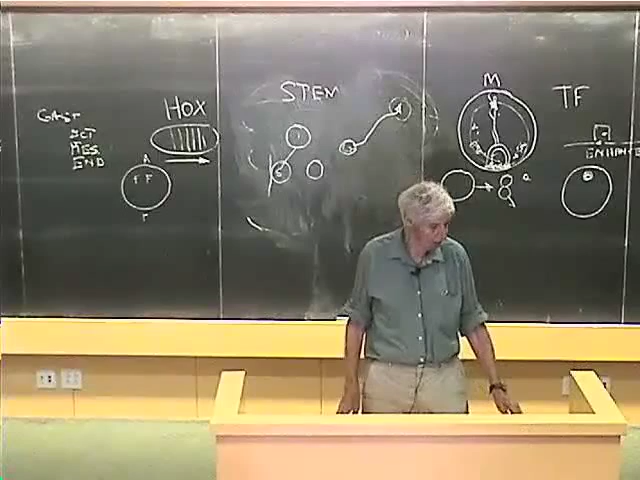 GAST
ECT
MES.
END
A
HOX
STEM
M
TF
ENHANCE